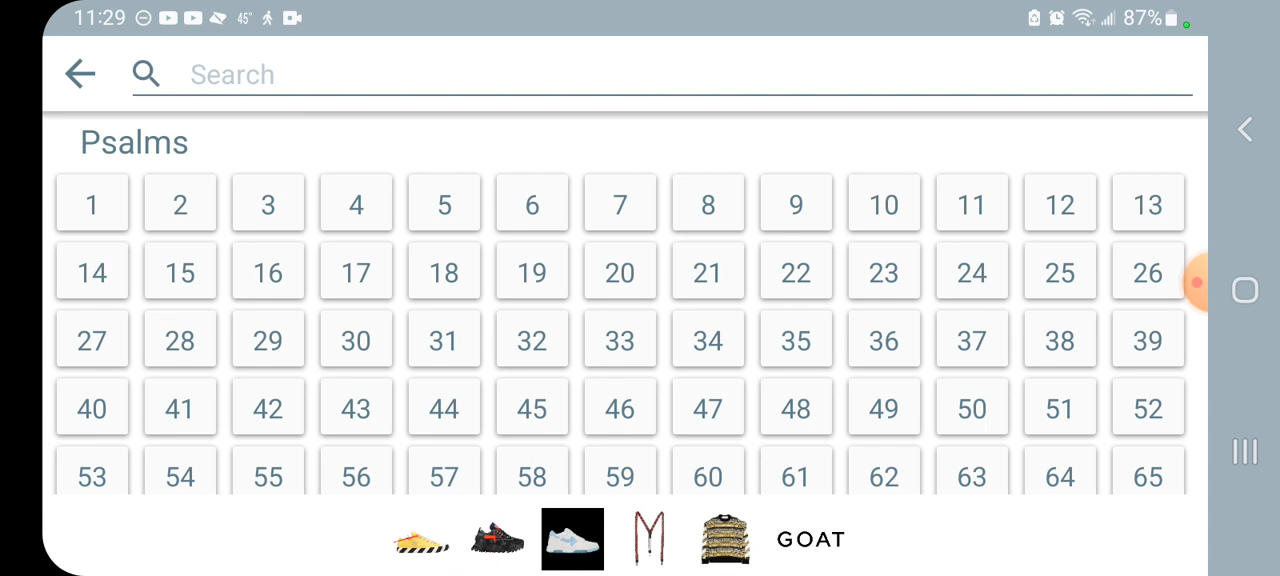 11:29 45° 87%
Search
Psalms
1 2 3 4 5 6 7 8 9 10 11 12 13
14 15 16 17 18 19 20 21 22 23 24 25 26
27 28 29 30 31 32 33 34 35 36 37 38 39
40 41 42 43 44 45 46 47 48 49 50 51 52
53 54 55 56 57 58 59 60 61 62 63 64 65
GOAT